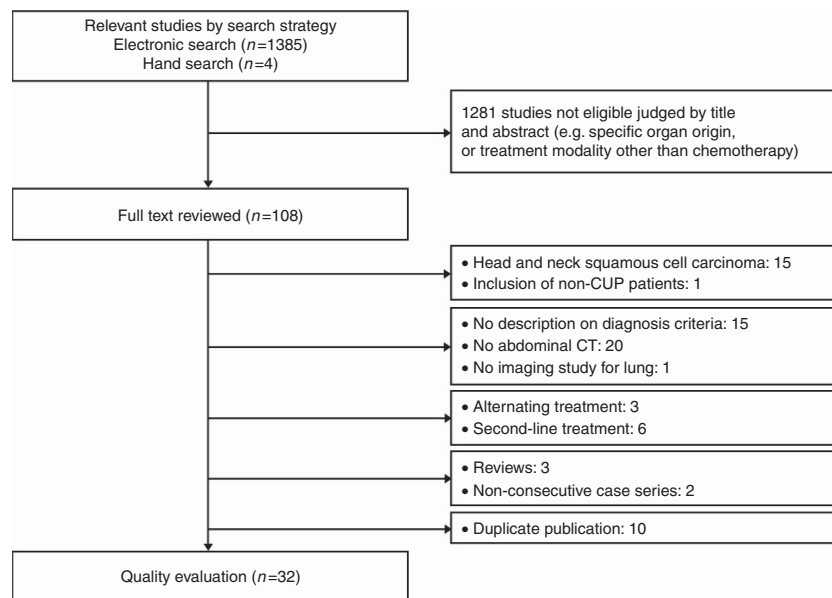 Relevant studies by search strategy
Electronic search (n=1385)
Hand search (n=4)
1281 studies not eligible judged by title
and abstract (e.g. specific organ origin,
or treatment modality other than chemotherapy)
Full text reviewed (n=108)
• Head and neck squamous cell carcinoma: 15
• Inclusion of non-CUP patients: 1
• No description on diagnosis criteria: 15
• No abdominal CT: 20
• No imaging study for lung: 1
• Alternating treatment: 3
• Second-line treatment: 6
• Reviews: 3
• Non-consecutive case series: 2
• Duplicate publication: 10
Quality evaluation (n=32)